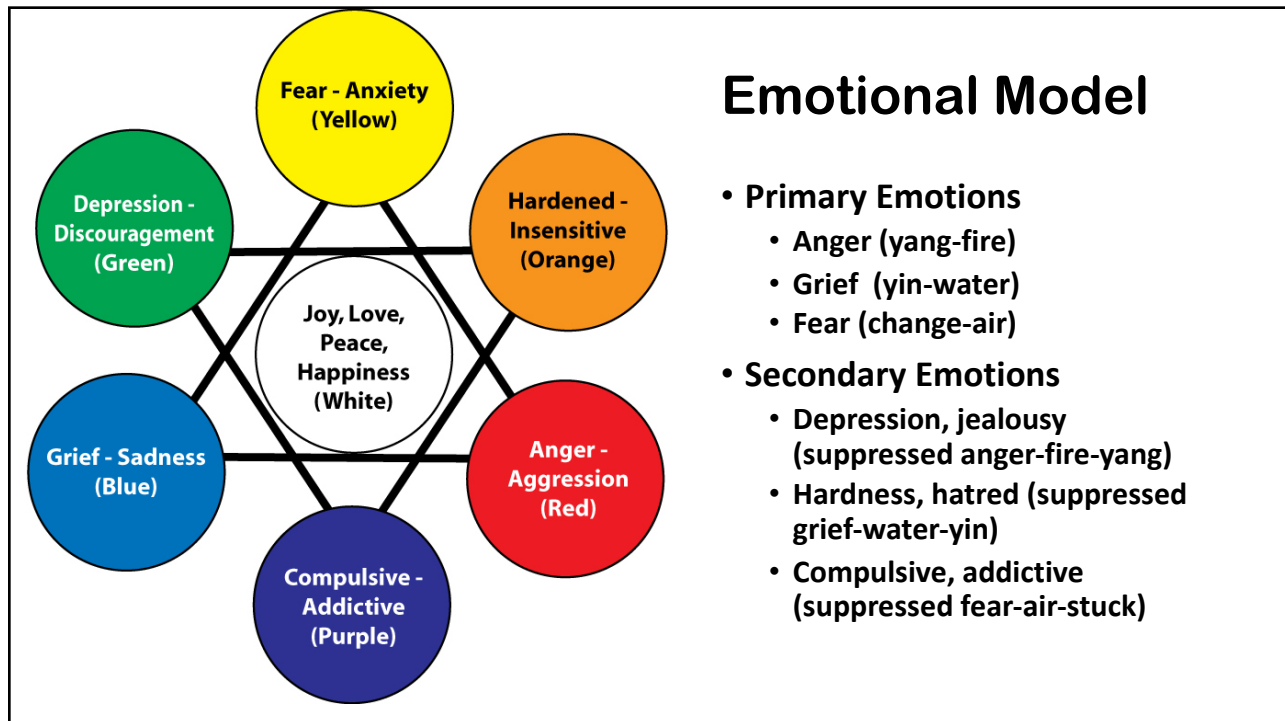 Fear - Anxiety
(Yellow)
Depression -
Discouragement
(Green)
Hardened -
Insensitive
(Orange)
Joy, Love,
Peace,
Happiness
(White)
Grief - Sadness
(Blue)
Anger -
Aggression
(Red)
Compulsive -
Addictive
(Purple)
Emotional Model
• Primary Emotions
• Anger (yang-fire)
• Grief (yin-water)
• Fear (change-air)
• Secondary Emotions
• Depression, jealousy
(suppressed anger-fire-yang)
• Hardness, hatred (suppressed
grief-water-yin)
• Compulsive, addictive
(suppressed fear-air-stuck)